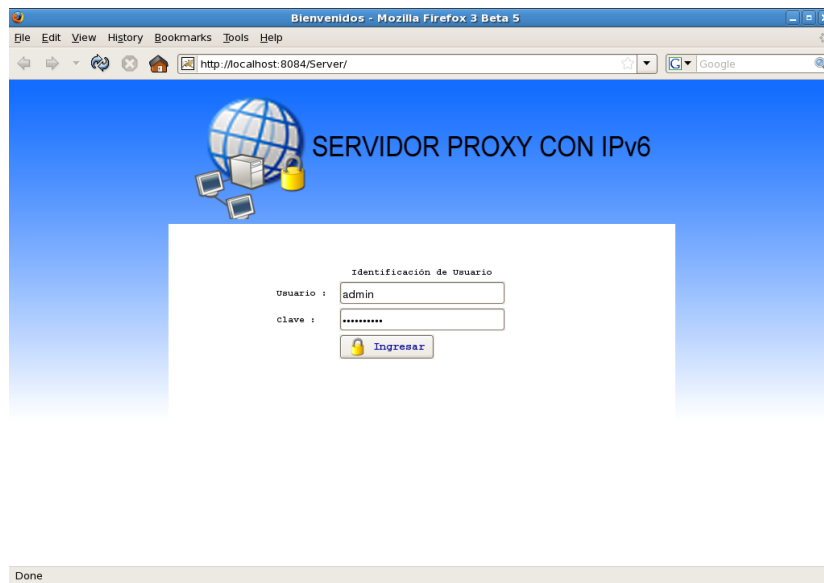 Bienvenidos - Mozilla Firefox 3 Beta 5
File Edit View History Bookmarks Tools Help
http://localhost:8084/Server/ G Google
SERVIDOR PROXY CON IPv6
Identificación de Usuario
Usuario : admin
Clave : ••••••••••
Ingresar
Done